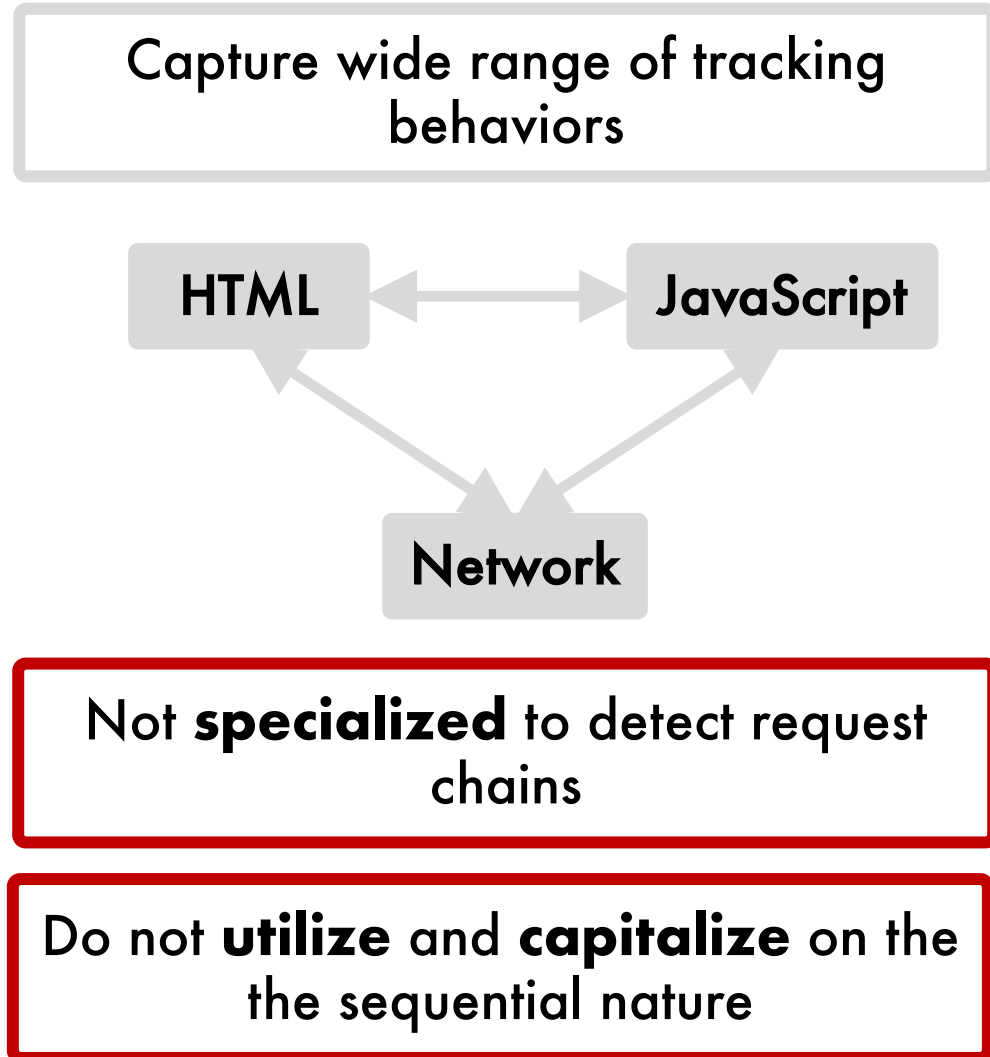 Capture wide range of tracking
behaviors
HTML
JavaScript
Network
Not specialized to detect request
chains
Do not utilize and capitalize on the
the sequential nature